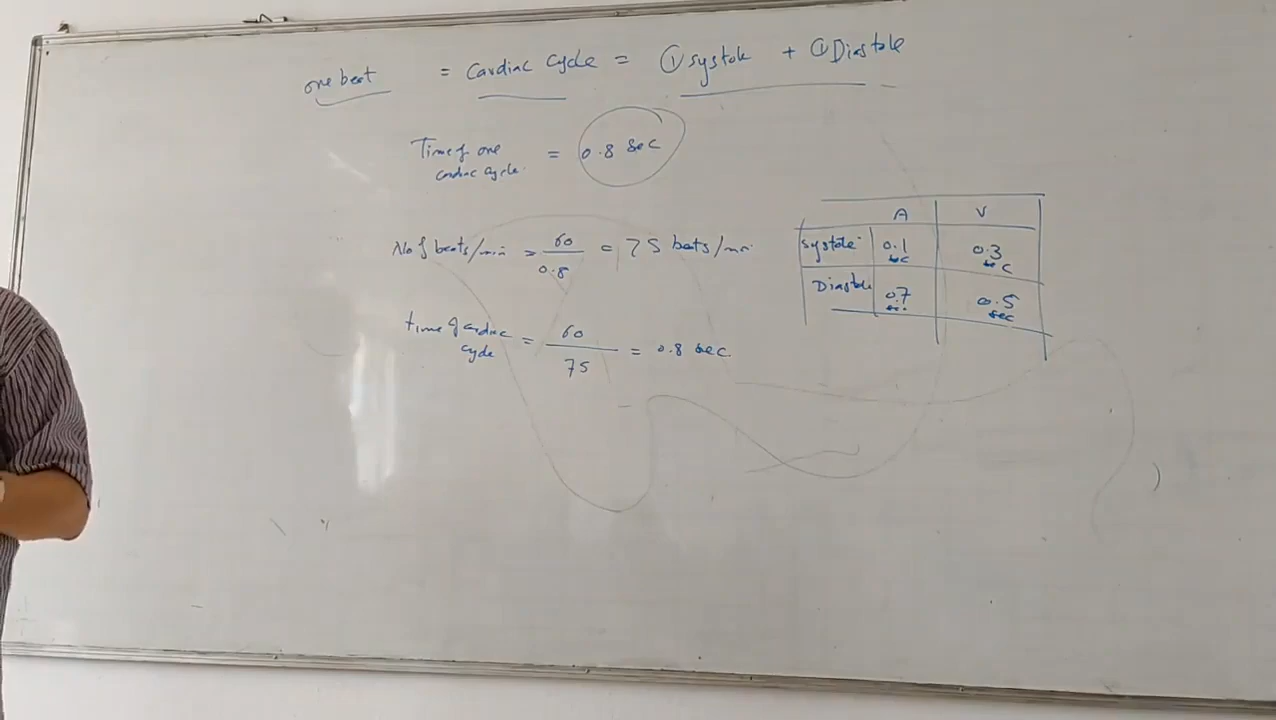 one beat = Cardiac Cycle = ① Systole + ① Diastole
Time of one
cardiac cycle = 0.8 Sec
No of beats/min = 60/0.8 = 75 beats/min
time of cardiac
cycle = 60/75 = 0.8 sec.
A V
Systole 0.1 sec 0.3 sec
Diastole 0.7 sec 0.5 sec